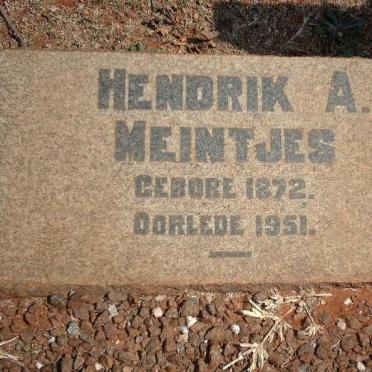 HENDRIK A.
MEINTJES
GEBORE 1872.
OORLEDE 1951.